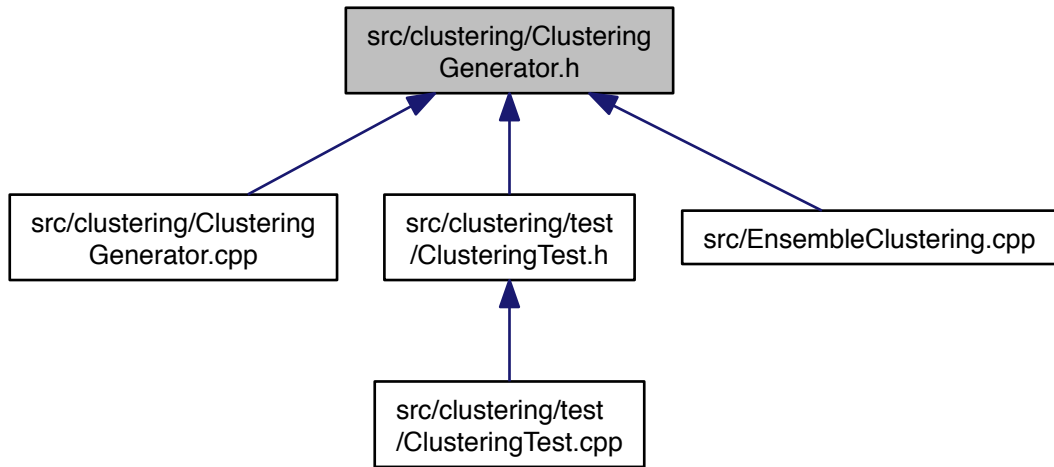 src/clustering/Clustering
Generator.h
src/clustering/Clustering
Generator.cpp
src/clustering/test
/ClusteringTest.h
src/EnsembleClustering.cpp
src/clustering/test
/ClusteringTest.cpp